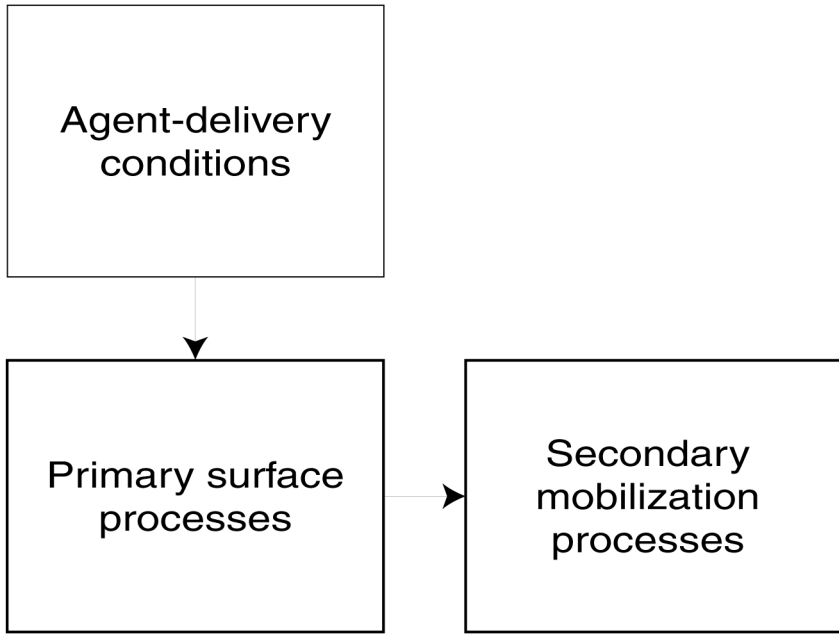 Agent-delivery
conditions
Primary surface
processes
Secondary
mobilization
processes